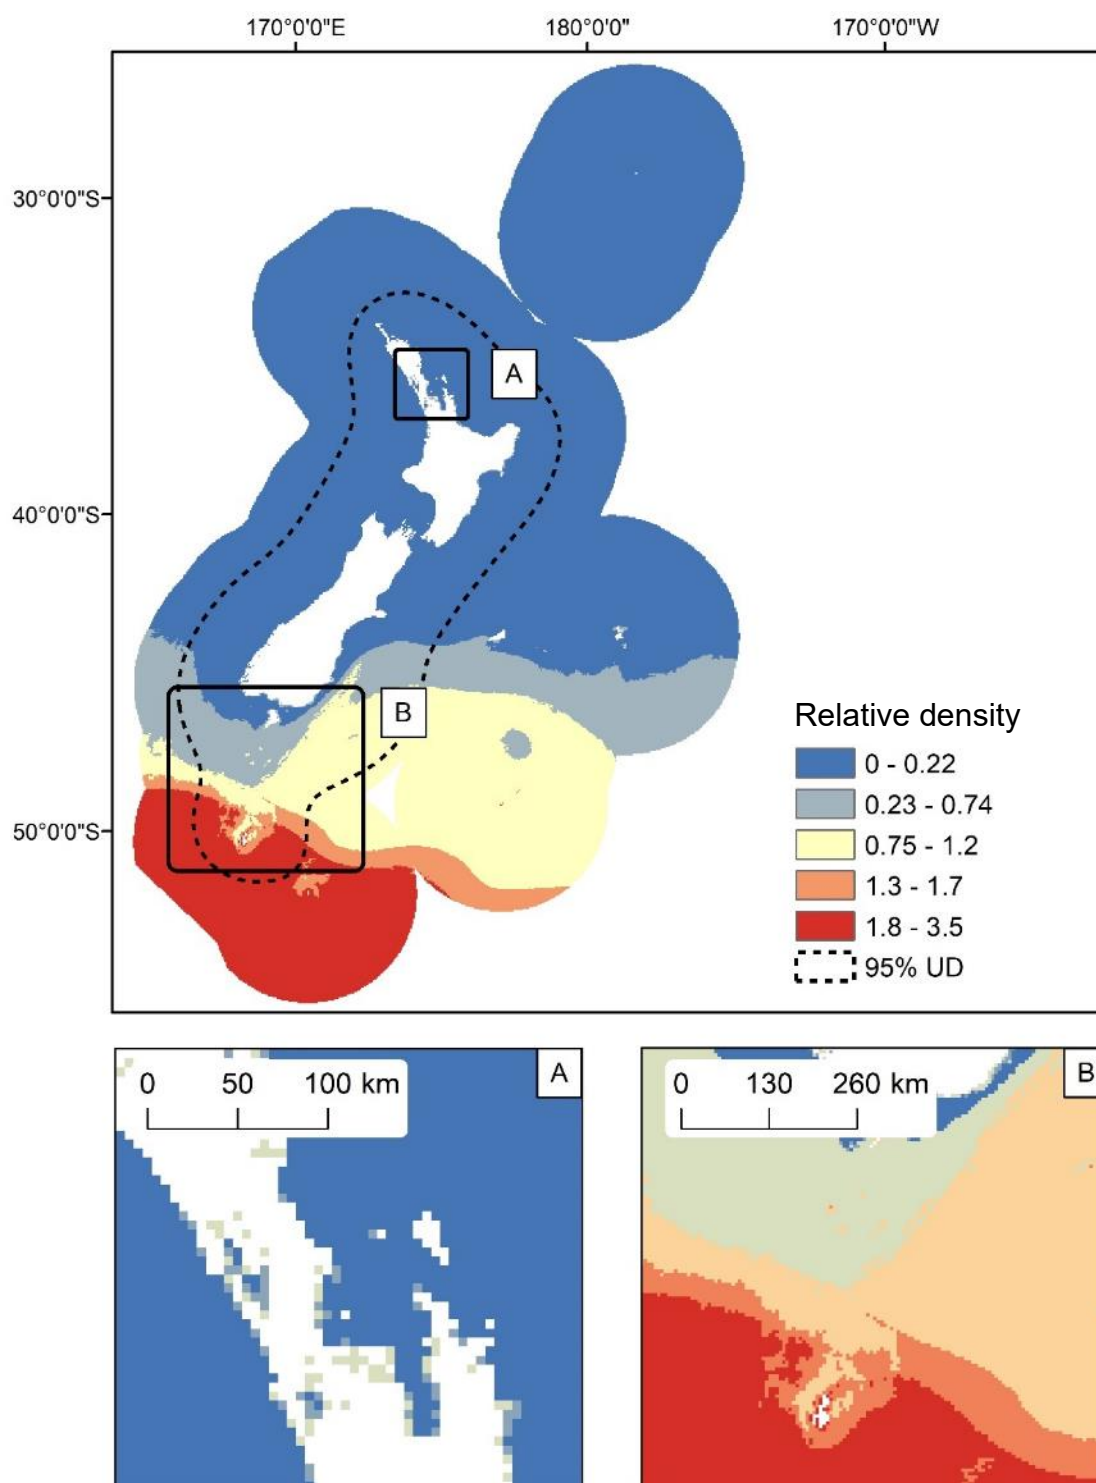 170°0'0"E 180°0'0" 170°0'0"W
30°0'0"S
A
40°0'0"S
B
Relative density
0 - 0.22
0.23 - 0.74
0.75 - 1.2
50°0'0"S
1.3 - 1.7
1.8 - 3.5
95% UD
0 50 100 km
A
0 130 260 km
B